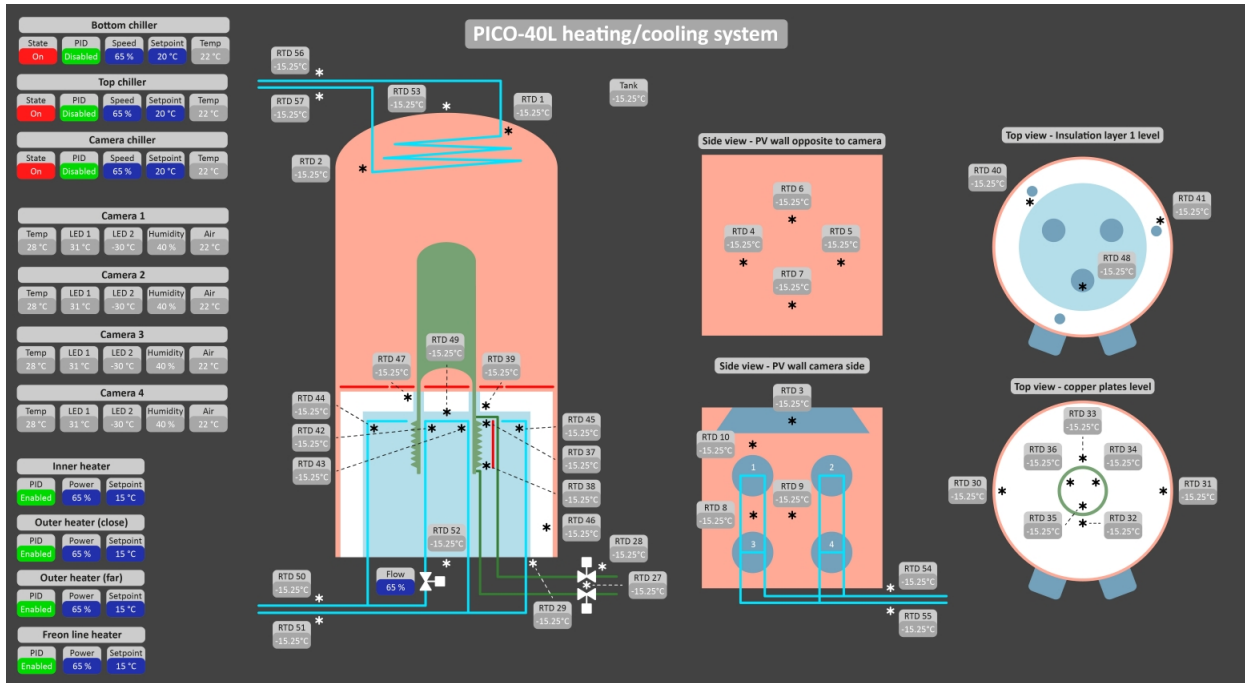 PICO-40L heating/cooling system
Bottom chiller
State PID Speed Setpoint Temp
On Disabled 65 % 20 °C 22 °C
Top chiller
State PID Speed Setpoint Temp
On Disabled 65 % 20 °C 22 °C
Camera chiller
State PID Speed Setpoint Temp
On Disabled 65 % 20 °C 22 °C
Camera 1
Temp LED 1 LED 2 Humidity Air
28 °C 31 °C -30 °C 40 % 22 °C
Camera 2
Temp LED 1 LED 2 Humidity Air
28 °C 31 °C -30 °C 40 % 22 °C
Camera 3
Temp LED 1 LED 2 Humidity Air
28 °C 31 °C -30 °C 40 % 22 °C
Camera 4
Temp LED 1 LED 2 Humidity Air
28 °C 31 °C -30 °C 40 % 22 °C
Inner heater
PID Power Setpoint
Enabled 65 % 15 °C
Outer heater (close)
PID Power Setpoint
Enabled 65 % 15 °C
Outer heater (far)
PID Power Setpoint
Enabled 65 % 15 °C
Freon line heater
PID Power Setpoint
Enabled 65 % 15 °C
RTD 56
-15.25°C
RTD 57
-15.25°C
RTD 53
-15.25°C
RTD 1
-15.25°C
Tank
-15.25°C
RTD 2
-15.25°C
RTD 49
-15.25°C
RTD 47
-15.25°C
RTD 39
-15.25°C
RTD 44
-15.25°C
RTD 42
-15.25°C
RTD 43
-15.25°C
RTD 45
-15.25°C
RTD 37
-15.25°C
RTD 38
-15.25°C
RTD 46
-15.25°C
RTD 52
-15.25°C
RTD 28
-15.25°C
RTD 27
-15.25°C
RTD 50
-15.25°C
Flow
65 %
RTD 29
-15.25°C
RTD 51
-15.25°C
Side view - PV wall opposite to camera
RTD 6
-15.25°C
RTD 4
-15.25°C
RTD 5
-15.25°C
RTD 7
-15.25°C
Side view - PV wall camera side
RTD 3
-15.25°C
RTD 10
-15.25°C
1
2
RTD 9
-15.25°C
RTD 8
-15.25°C
3
4
RTD 54
-15.25°C
RTD 55
-15.25°C
Top view - Insulation layer 1 level
RTD 40
-15.25°C
RTD 41
-15.25°C
RTD 48
-15.25°C
Top view - copper plates level
RTD 33
-15.25°C
RTD 36
-15.25°C
RTD 34
-15.25°C
RTD 30
-15.25°C
RTD 31
-15.25°C
RTD 35
-15.25°C
RTD 32
-15.25°C